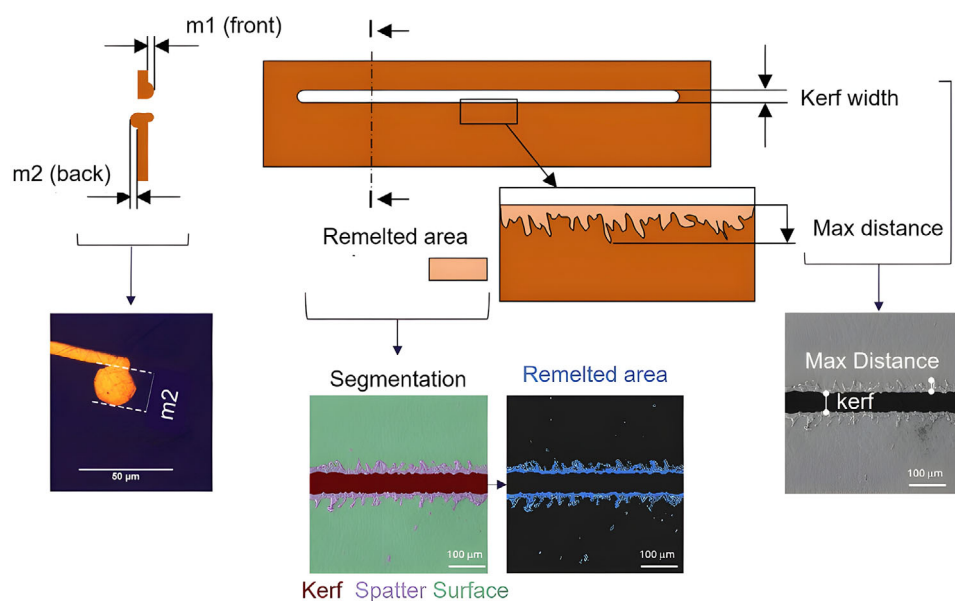 m1 (front)
Kerf width
m2 (back)
Remelted area
Max distance
Segmentation
Remelted area
Max Distance
kerf
m2
50 µm
100 µm
100 µm
100 µm
Kerf Spatter Surface